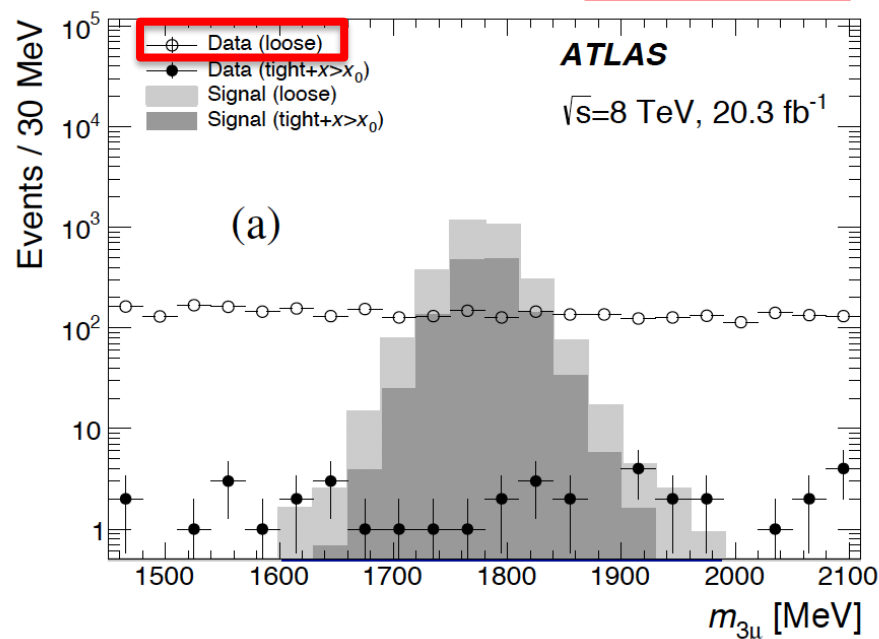 10⁵
Data (loose)
Data (tight+x>x₀)
Signal (loose)
Signal (tight+x>x₀)
ATLAS
√s=8 TeV, 20.3 fb⁻¹
Events / 30 MeV
10⁴
(a)
10³
10²
10
1
1500 1600 1700 1800 1900 2000 2100
m₃μ [MeV]